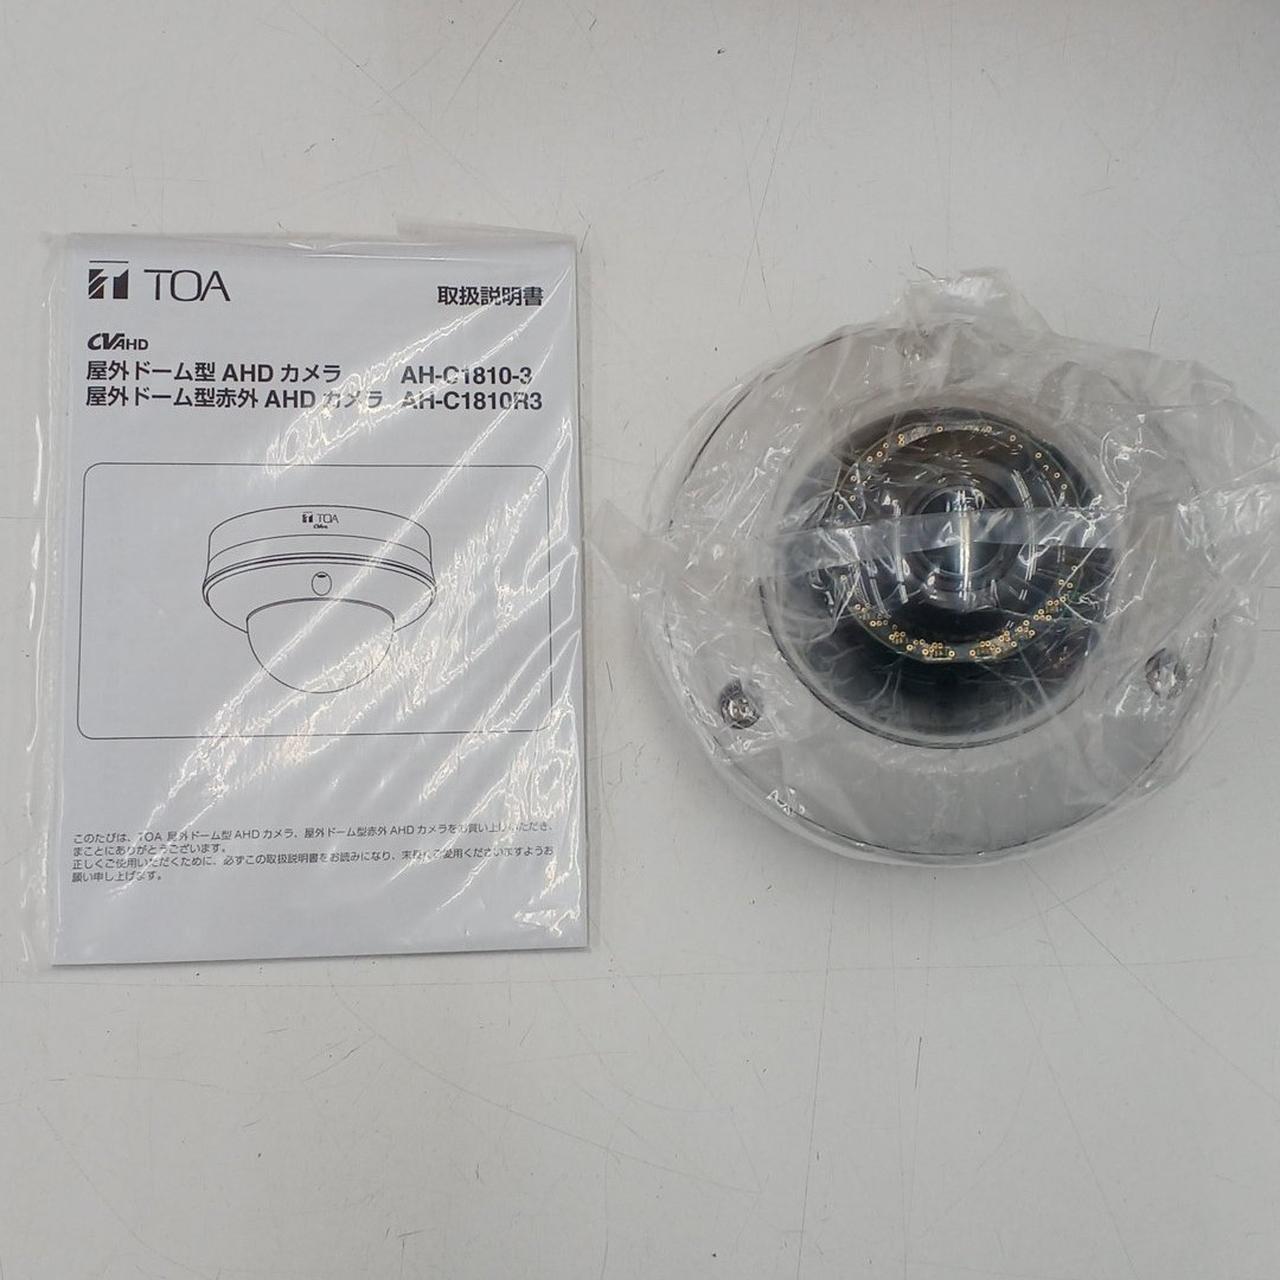 TOA
取扱説明書
CVAHD
屋外ドーム型 AHD カメラ AH-C1810-3
屋外ドーム型赤外 AHD カメラ AH-C1810R3
TOA
このたびは、TOA 屋外ドーム型 AHD カメラ、屋外ドーム型赤外 AHD カメラをお買い上げいただき、
まことにありがとうございます。
正しくご使用いただくために、必ずこの取扱説明書をお読みになり、末長くご愛用くださいますようお
願い申し上げます。